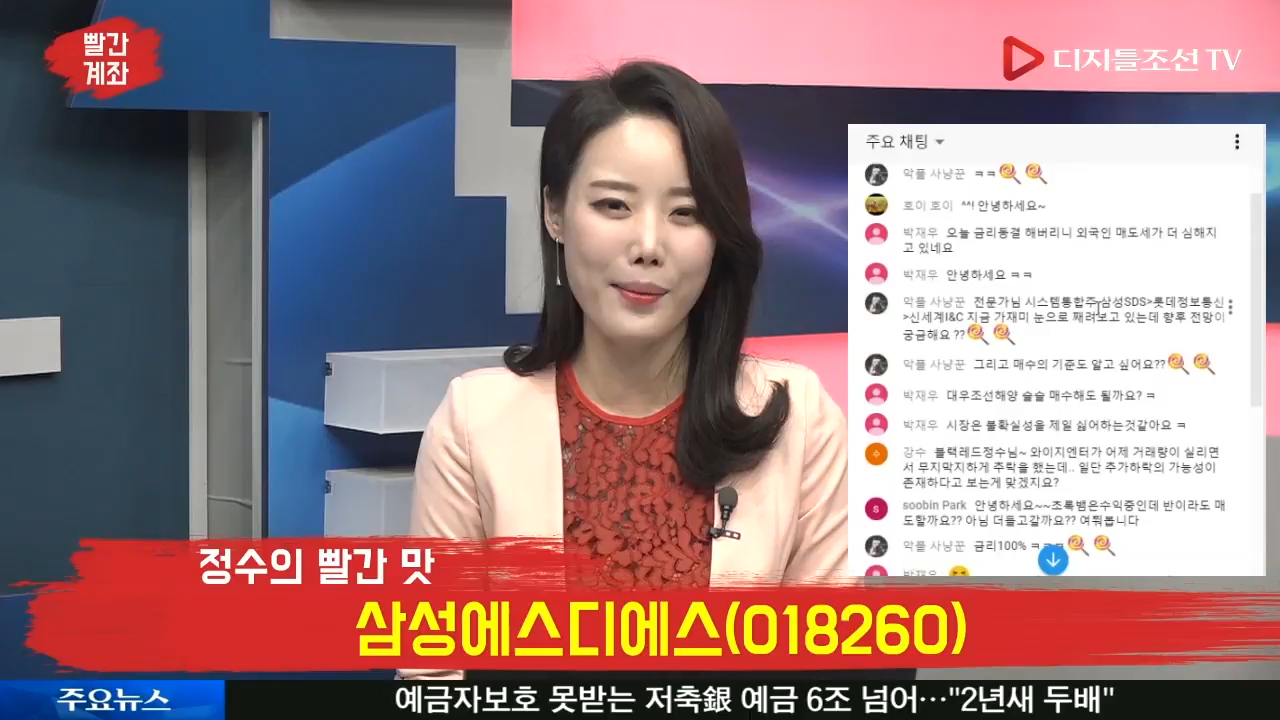 빨간
계좌
디지틀조선 TV
주요 채팅
악플 사냥꾼 ㅋㅋ
호이 호이 ^^! 안녕하세요~
박재우 오늘 금리동결 해버리니 외국인 매도세가 더 심해지
고 있네요
박재우 안녕하세요 ㅋㅋ
악플 사냥꾼 전문가님 시스템통합주 삼성SDS>롯데정보통신
>신세계I&C 지금 가재미 눈으로 째려보고 있는데 향후 전망이
궁금해요 ??
악플 사냥꾼 그리고 매수의 기준도 알고 싶어요??
박재우 대우조선해양 슬슬 매수해도 될까요? ㅋ
박재우 시장은 불확실성을 제일 싫어하는것같아요 ㅋ
수 강수 블랙레드정수님~ 와이지엔터가 어제 거래량이 실리면
서 무지막지하게 추락을 했는데.. 일단 주가하락의 가능성이
존재하다고 보는게 맞겠지요?
S soobin Park 안녕하세요~~초록뱀은수익중인데 반이라도 매
도할까요?? 아님 더들고갈까요?? 여쭤봅니다
악플 사냥꾼 금리100% ㅋㅋㅋ
박재우
정수의 빨간 맛
삼성에스디에스(018260)
주요뉴스 예금자보호 못받는 저축銀 예금 6조 넘어…"2년새 두배"